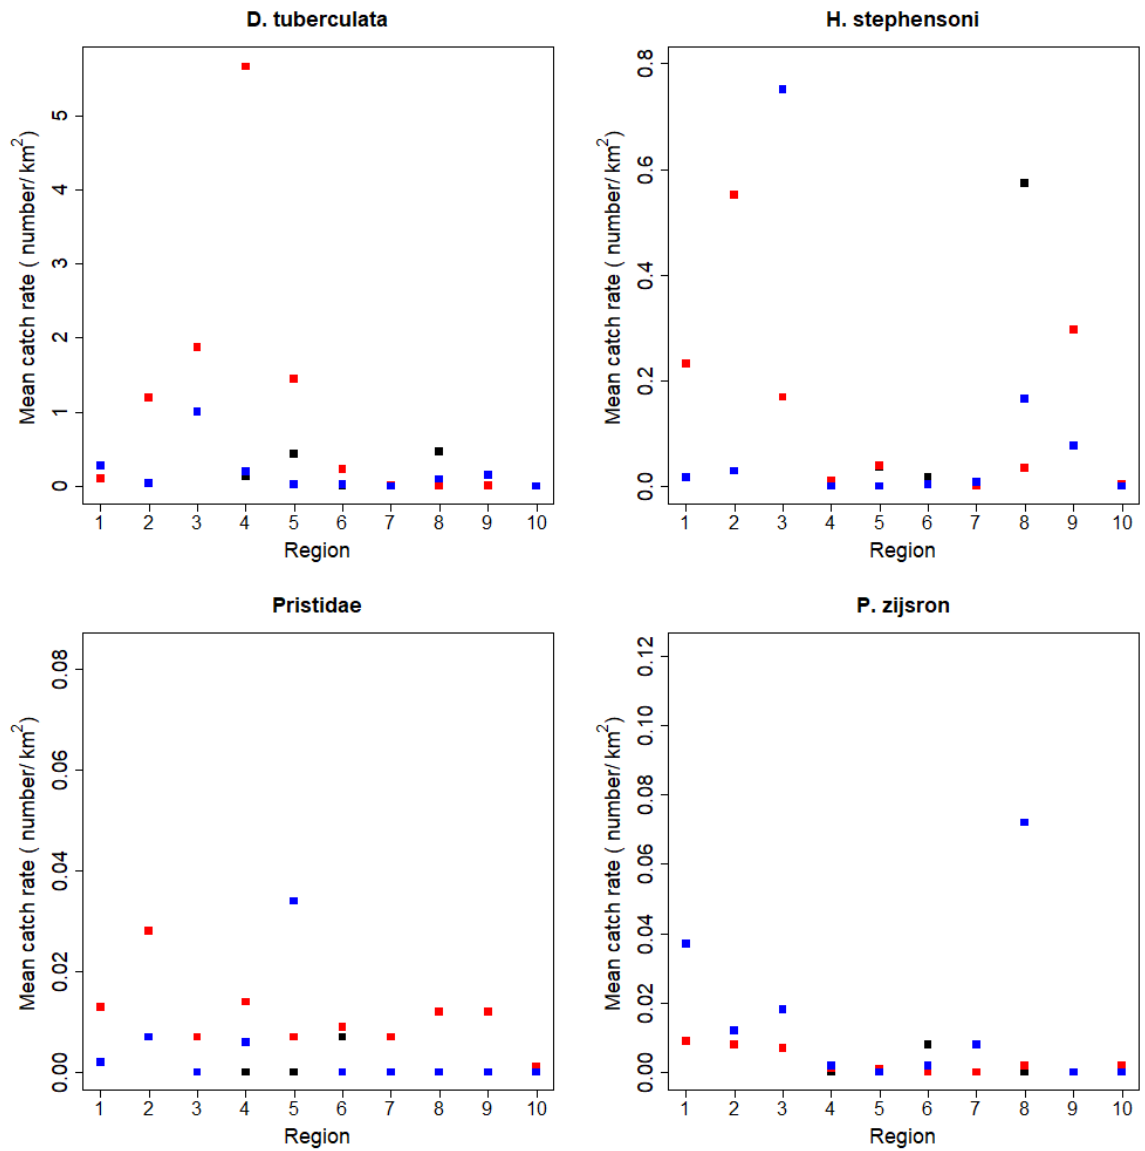 D. tuberculata
Mean catch rate ( number/ km²)
5
4
3
2
1
0
1 2 3 4 5 6 7 8 9 10
Region
H. stephensoni
Mean catch rate ( number/ km²)
0.8
0.6
0.4
0.2
0.0
1 2 3 4 5 6 7 8 9 10
Region
Pristidae
Mean catch rate ( number/ km²)
0.08
0.06
0.04
0.02
0.00
1 2 3 4 5 6 7 8 9 10
Region
P. zijsron
Mean catch rate ( number/ km²)
0.12
0.10
0.08
0.06
0.04
0.02
0.00
1 2 3 4 5 6 7 8 9 10
Region